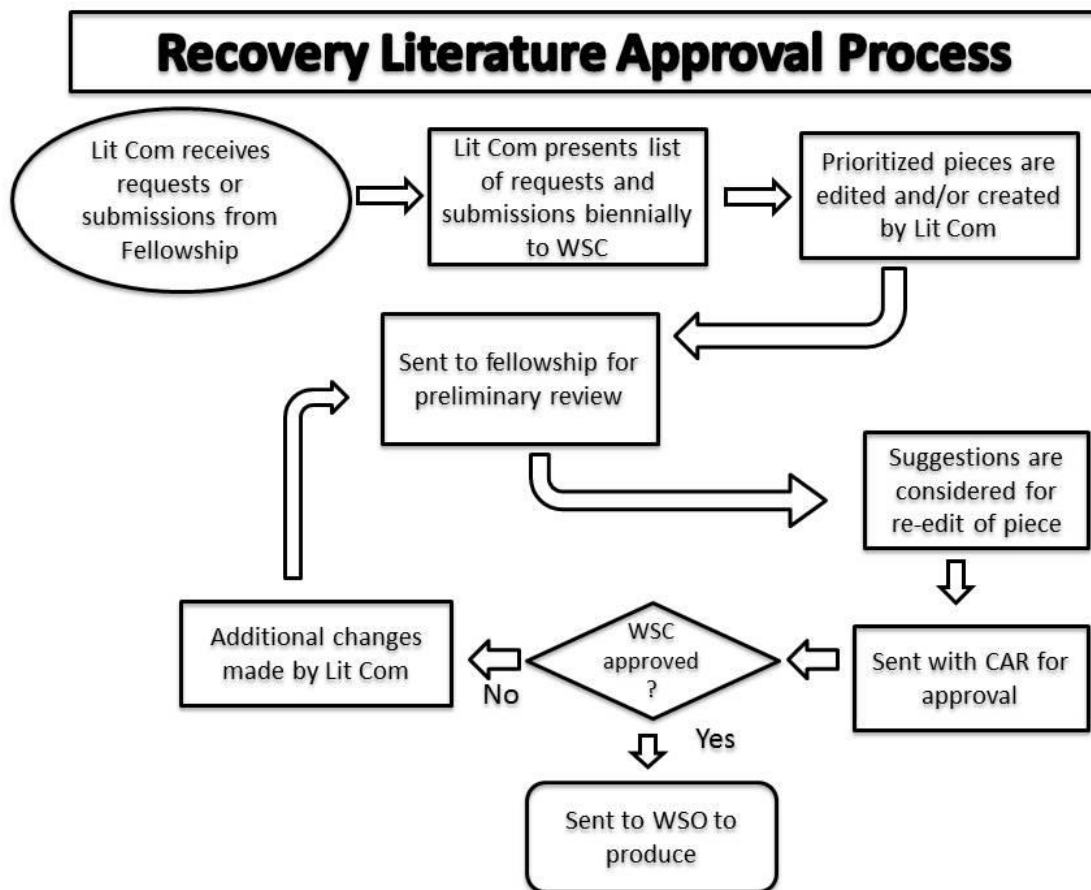 Recovery Literature Approval Process
Lit Com receives
requests or
submissions from
Fellowship
Lit Com presents list
of requests and
submissions biennially
to WSC
Prioritized pieces are
edited and/or created
by Lit Com
Sent to fellowship for
preliminary review
Suggestions are
considered for
re-edit of piece
Sent with CAR for
approval
WSC
approved
?
No
Additional changes
made by Lit Com
Yes
Sent to WSO to
produce